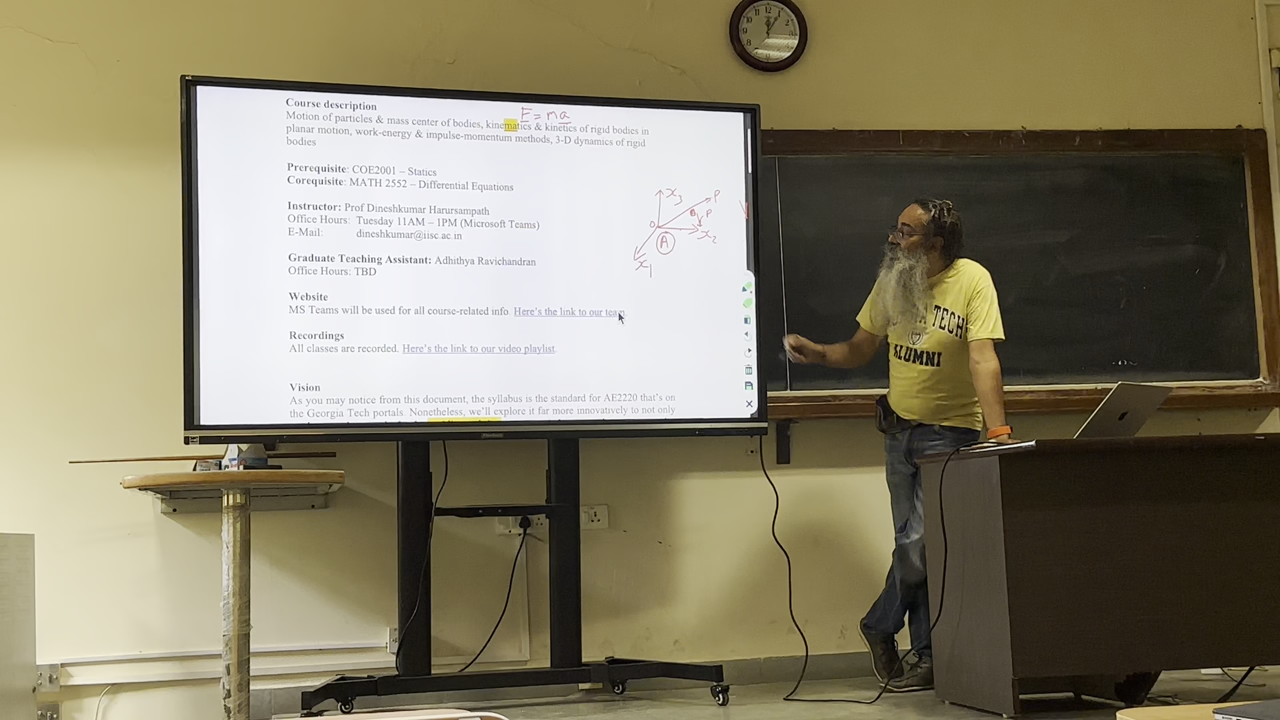 Course description
F = ma
Motion of particles & mass center of bodies, kinematics & kinetics of rigid bodies in
planar motion, work-energy & impulse-momentum methods, 3-D dynamics of rigid
bodies
Prerequisite: COE2001 – Statics
Corequisite: MATH 2552 – Differential Equations
Instructor: Prof Dineshkumar Harursampath
Office Hours: Tuesday 11AM – 1PM (Microsoft Teams)
E-Mail: dineshkumar@iisc.ac.in
Graduate Teaching Assistant: Adhithya Ravichandran
Office Hours: TBD
Website
MS Teams will be used for all course-related info. Here's the link to our team
Recordings
All classes are recorded. Here's the link to our video playlist.
Vision
As you may notice from this document, the syllabus is the standard for AE2220 that's on
the Georgia Tech portals. Nonetheless, we'll explore it far more innovatively to not only
x3
P
P
O
x2
A
x1
TECH
ALUMNI